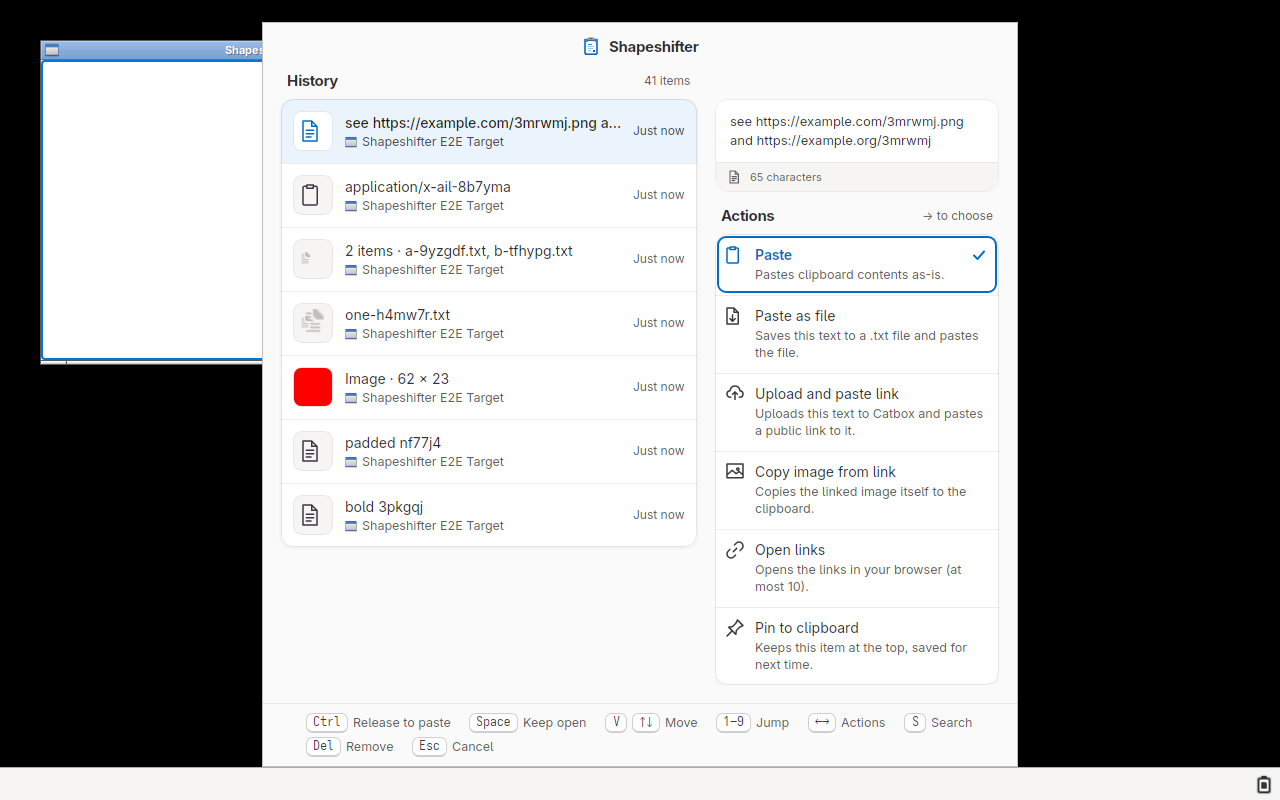 Shapes
Shapeshifter
History
41 items
see https://example.com/3mrwmj.png a...
Shapeshifter E2E Target
Just now
application/x-ail-8b7yma
Shapeshifter E2E Target
Just now
2 items · a-9yzgdf.txt, b-tfhypg.txt
Shapeshifter E2E Target
Just now
one-h4mw7r.txt
Shapeshifter E2E Target
Just now
Image · 62 × 23
Shapeshifter E2E Target
Just now
padded nf77j4
Shapeshifter E2E Target
Just now
bold 3pkgqj
Shapeshifter E2E Target
Just now
see https://example.com/3mrwmj.png
and https://example.org/3mrwmj
65 characters
Actions
→ to choose
Paste
Pastes clipboard contents as-is.
Paste as file
Saves this text to a .txt file and pastes
the file.
Upload and paste link
Uploads this text to Catbox and pastes
a public link to it.
Copy image from link
Copies the linked image itself to the
clipboard.
Open links
Opens the links in your browser (at
most 10).
Pin to clipboard
Keeps this item at the top, saved for
next time.
Ctrl Release to paste Space Keep open V ↑↓ Move 1–9 Jump ↔ Actions S Search
Del Remove Esc Cancel